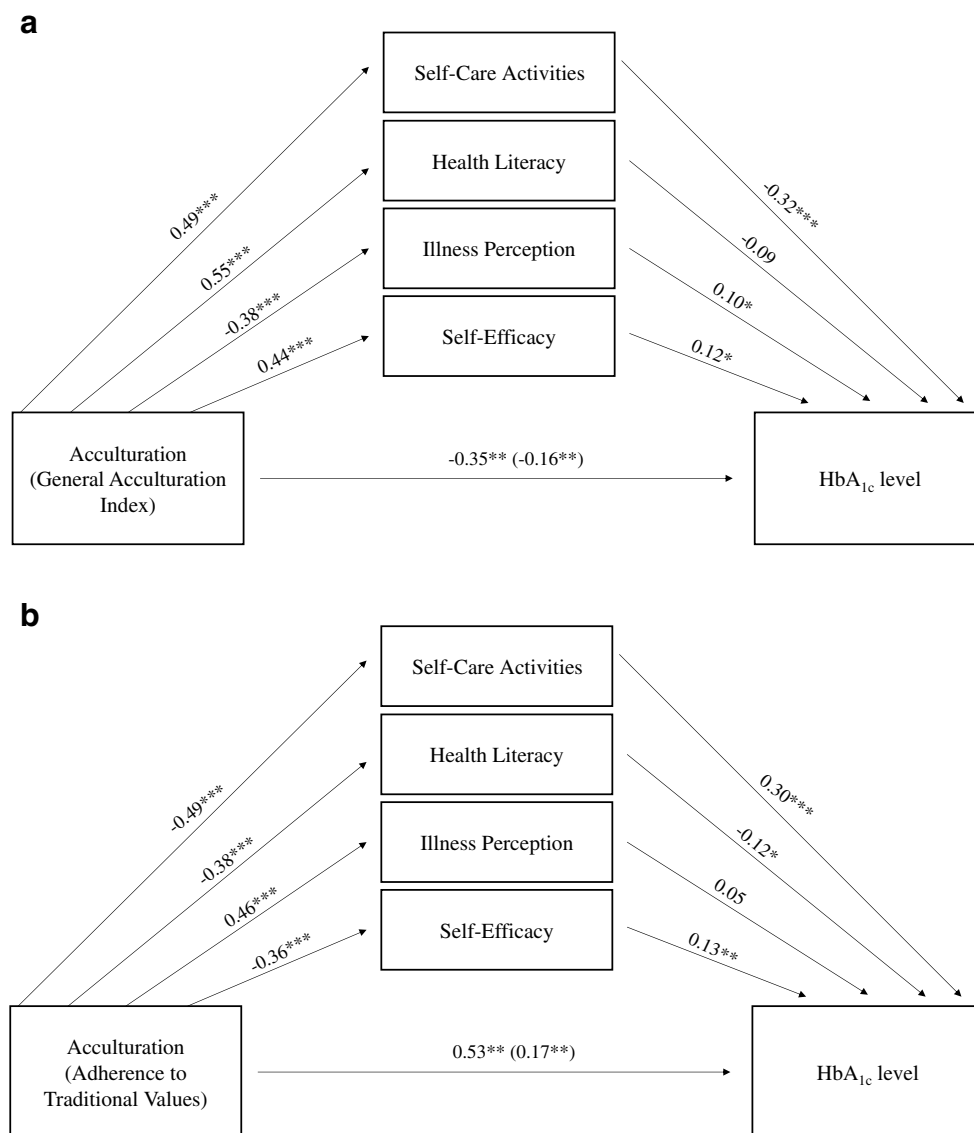 a
Self-Care Activities
Health Literacy
Illness Perception
Self-Efficacy
0.49***
0.55***
-0.38***
0.44***
-0.32***
-0.09
0.10*
0.12*
Acculturation
(General Acculturation
Index)
-0.35** (-0.16**)
HbA1c level
b
Self-Care Activities
Health Literacy
Illness Perception
Self-Efficacy
-0.49***
-0.38***
0.46***
-0.36***
0.30***
-0.12*
0.05
0.13**
Acculturation
(Adherence to
Traditional Values)
0.53** (0.17**)
HbA1c level